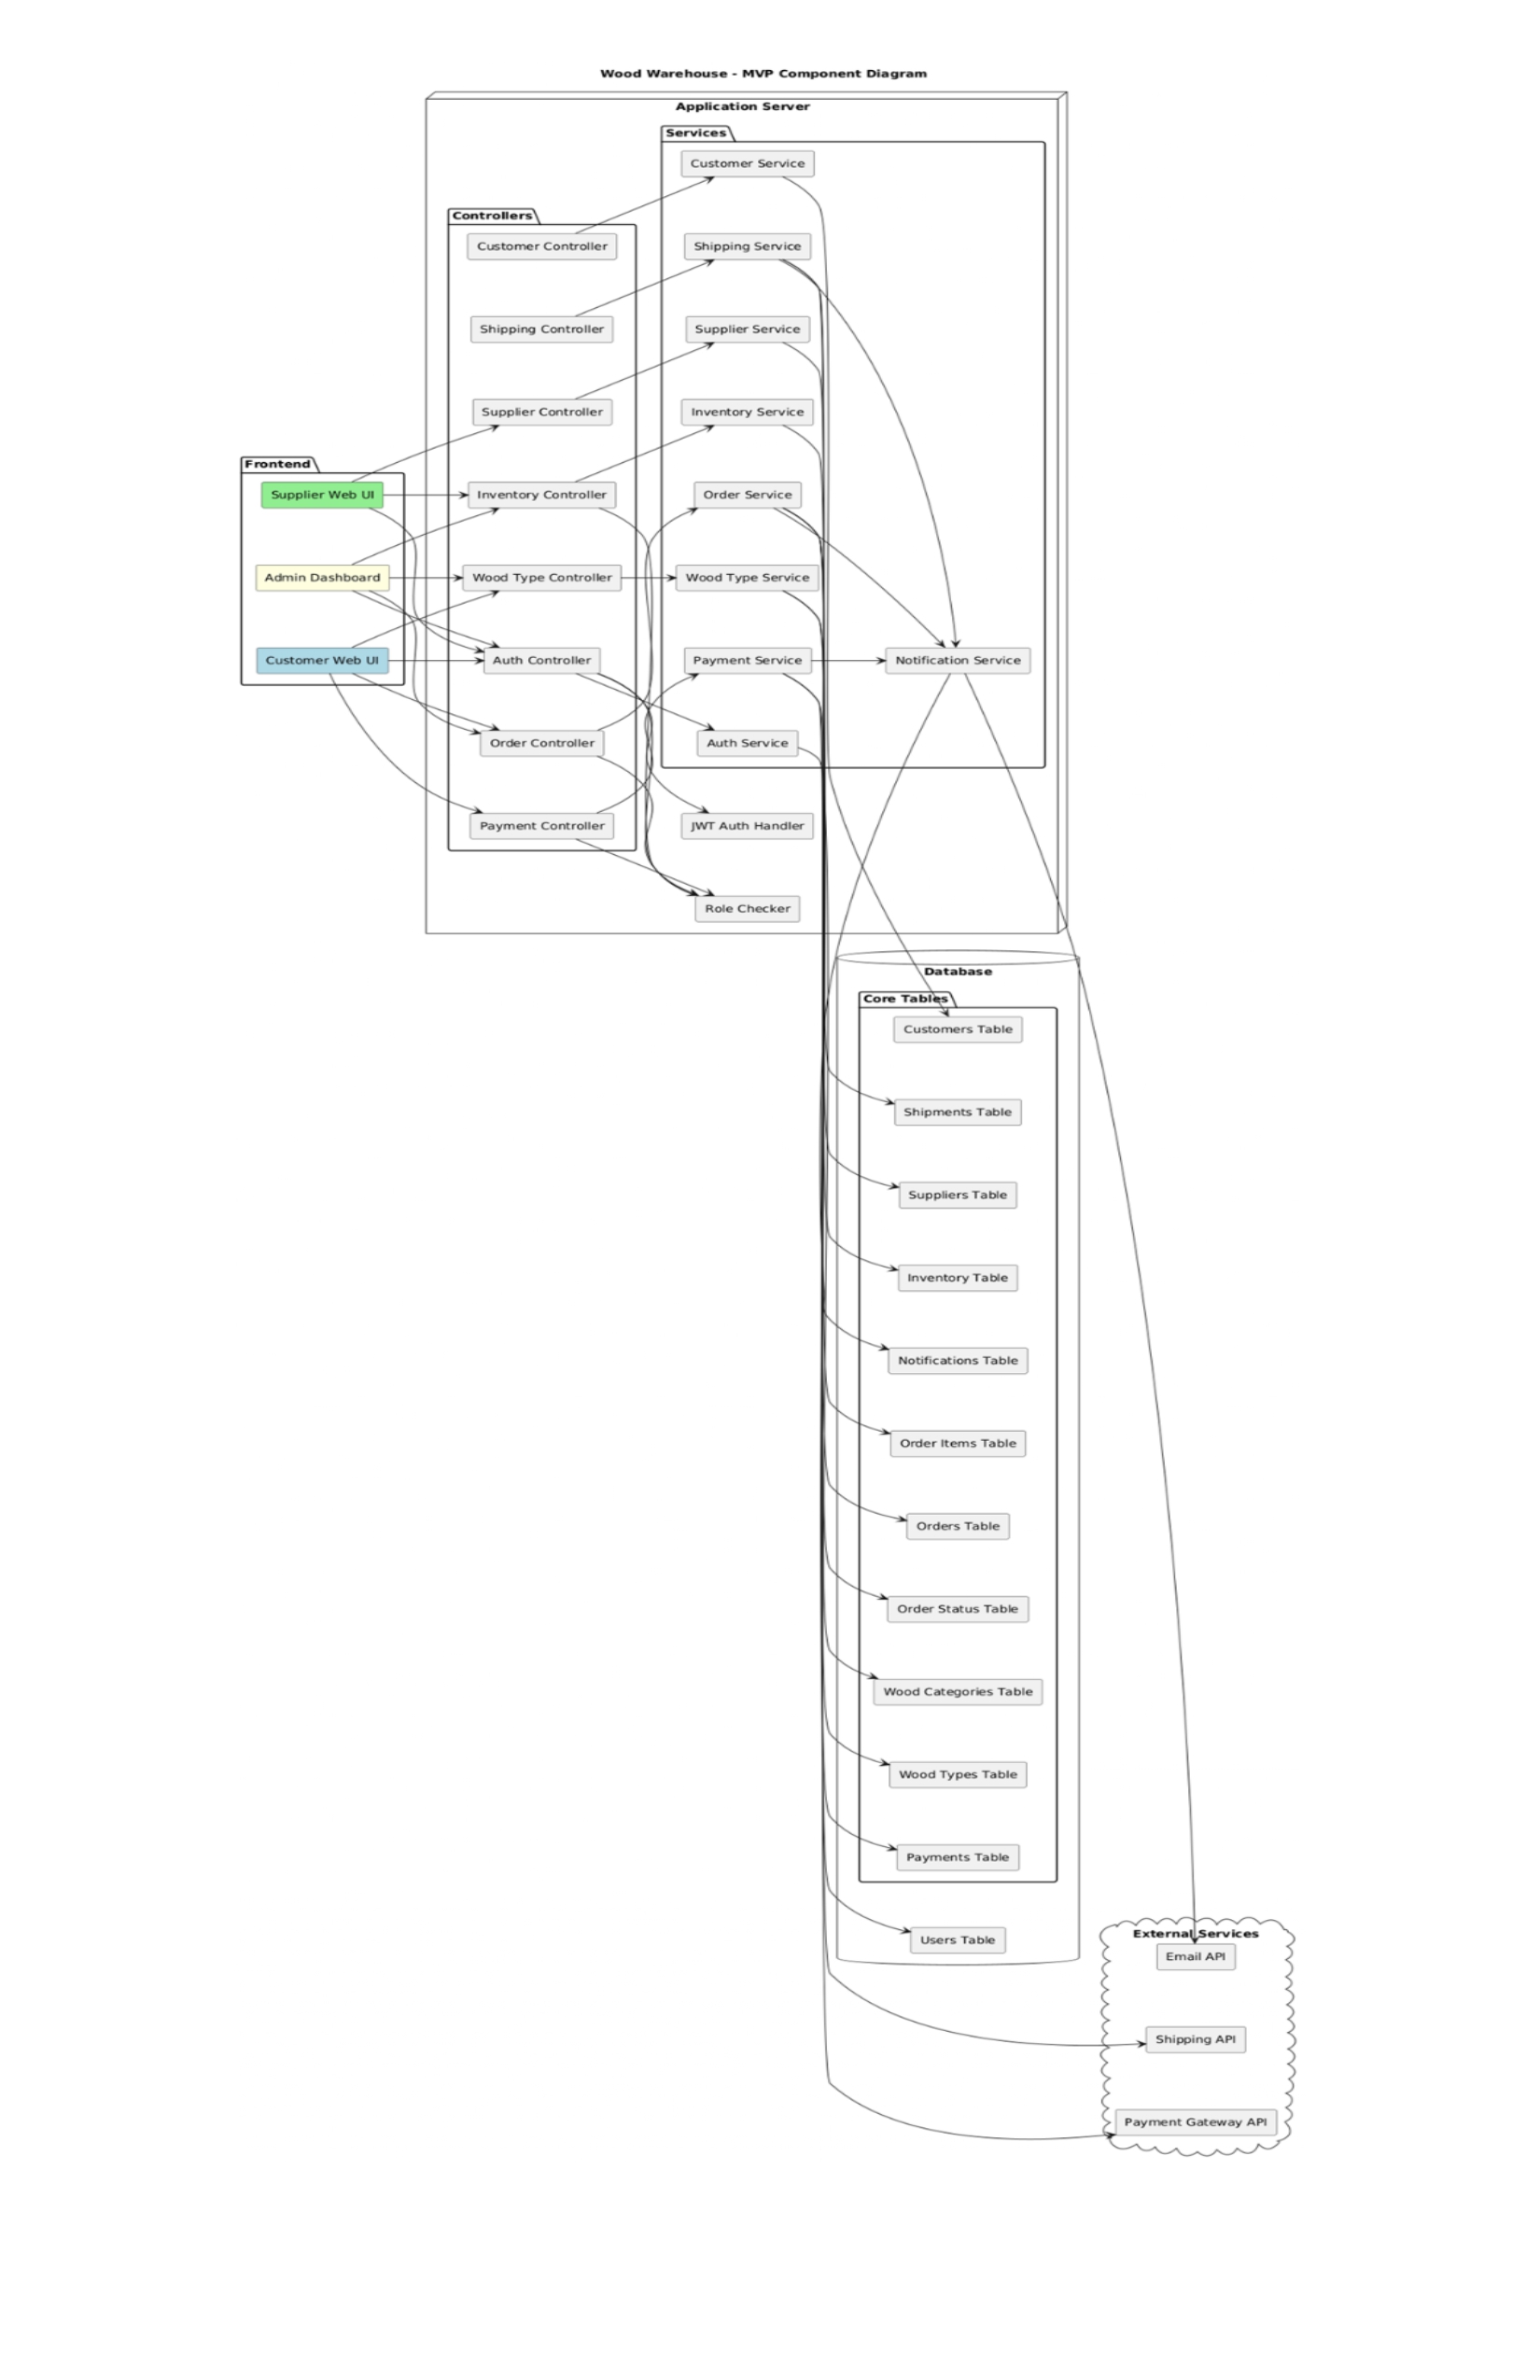 Wood Warehouse - MVP Component Diagram
Application Server
Services
Customer Service
Controllers
Customer Controller
Shipping Service
Shipping Controller
Supplier Service
Supplier Controller
Inventory Service
Frontend
Supplier Web UI
Inventory Controller
Order Service
Admin Dashboard
Wood Type Controller
Wood Type Service
Customer Web UI
Auth Controller
Payment Service
Notification Service
Order Controller
Auth Service
Payment Controller
JWT Auth Handler
Role Checker
Database
Core Tables
Customers Table
Shipments Table
Suppliers Table
Inventory Table
Notifications Table
Order Items Table
Orders Table
Order Status Table
Wood Categories Table
Wood Types Table
Payments Table
Users Table
External Services
Email API
Shipping API
Payment Gateway API